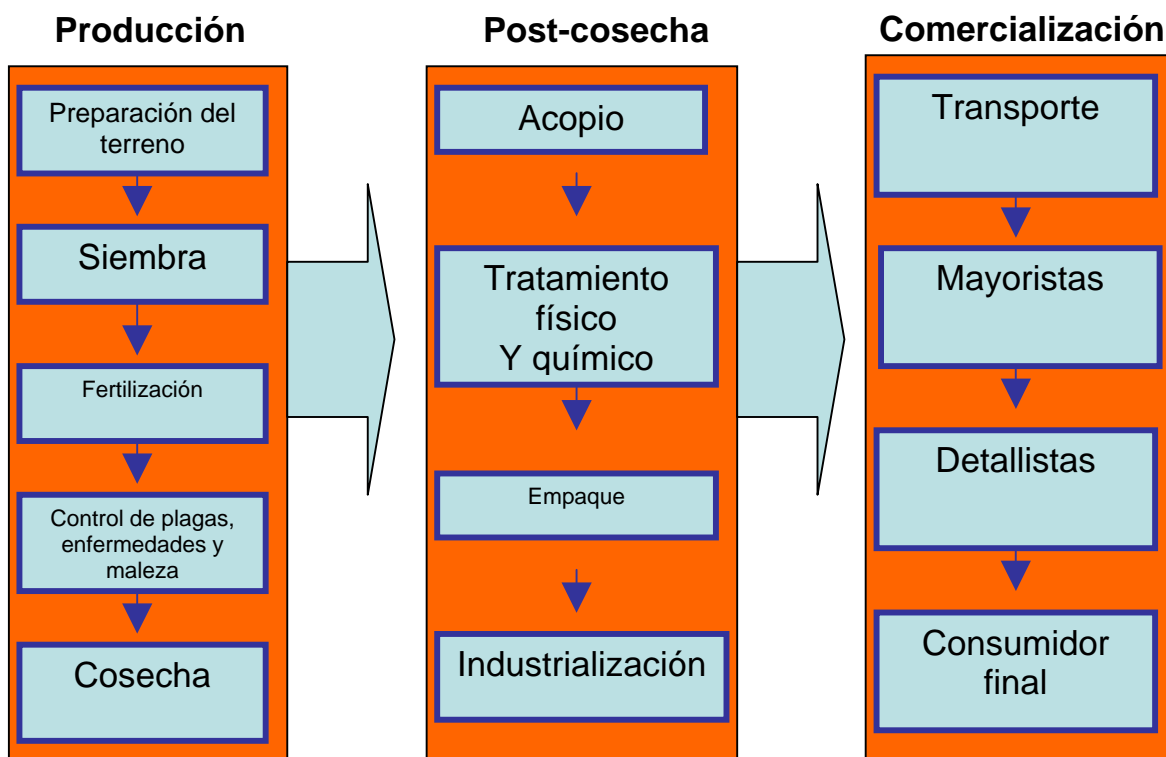 Producción
Preparación del
terreno
Siembra
Fertilización
Control de plagas,
enfermedades y
maleza
Cosecha
Post-cosecha
Acopio
Tratamiento
físico
Y químico
Empaque
Industrialización
Comercialización
Transporte
Mayoristas
Detallistas
Consumidor
final